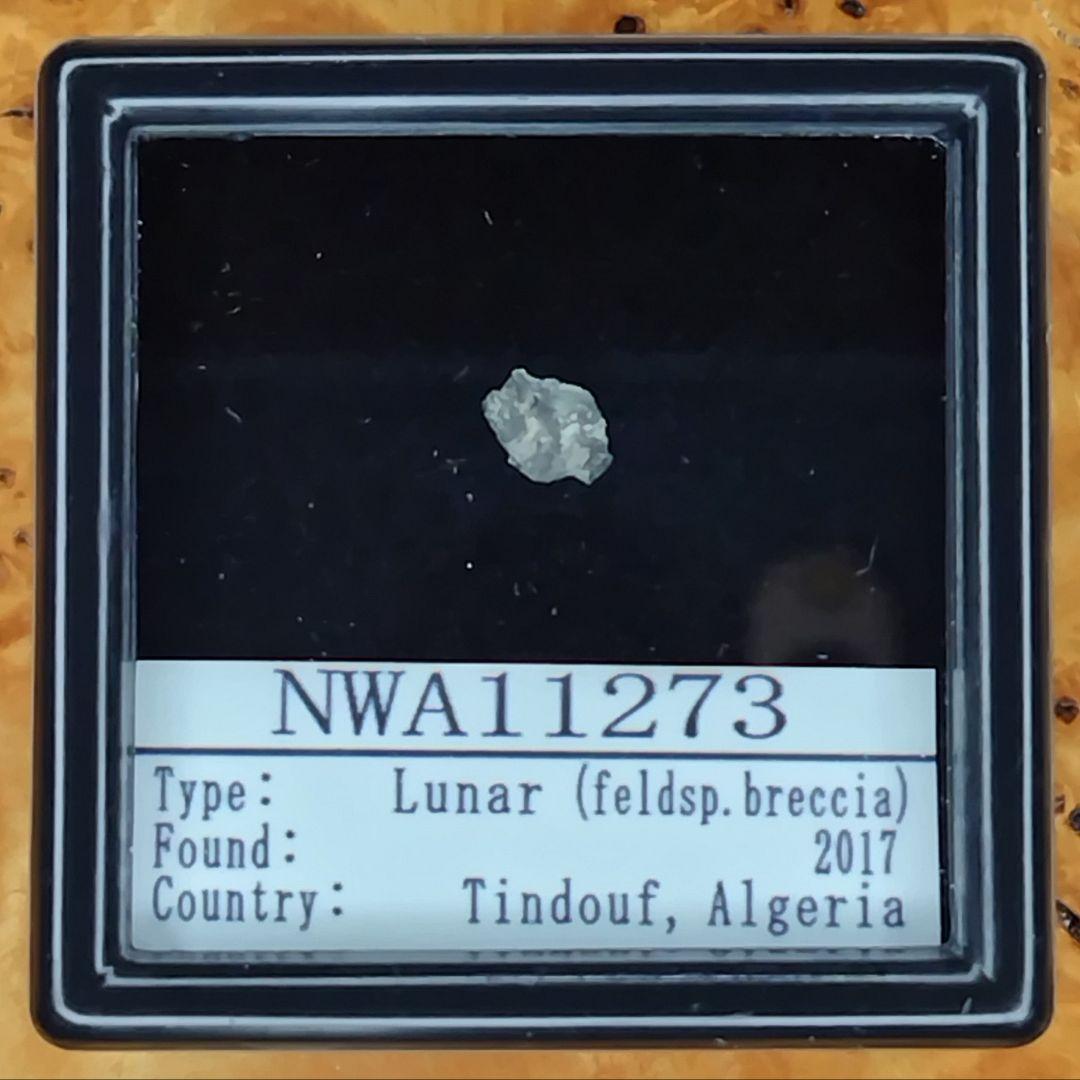 NWA11273
Type: Lunar (feldsp.breccia)
Found: 2017
Country: Tindouf, Algeria